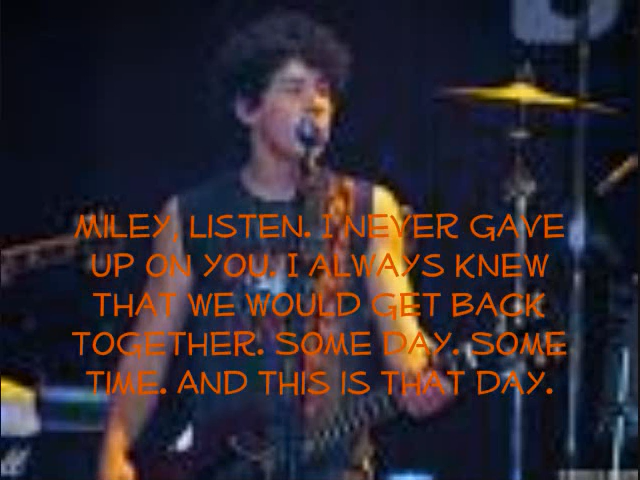 MILEY, LISTEN. I NEVER GAVE
UP ON YOU. I ALWAYS KNEW
THAT WE WOULD GET BACK
TOGETHER. SOME DAY. SOME
TIME. AND THIS IS THAT DAY.